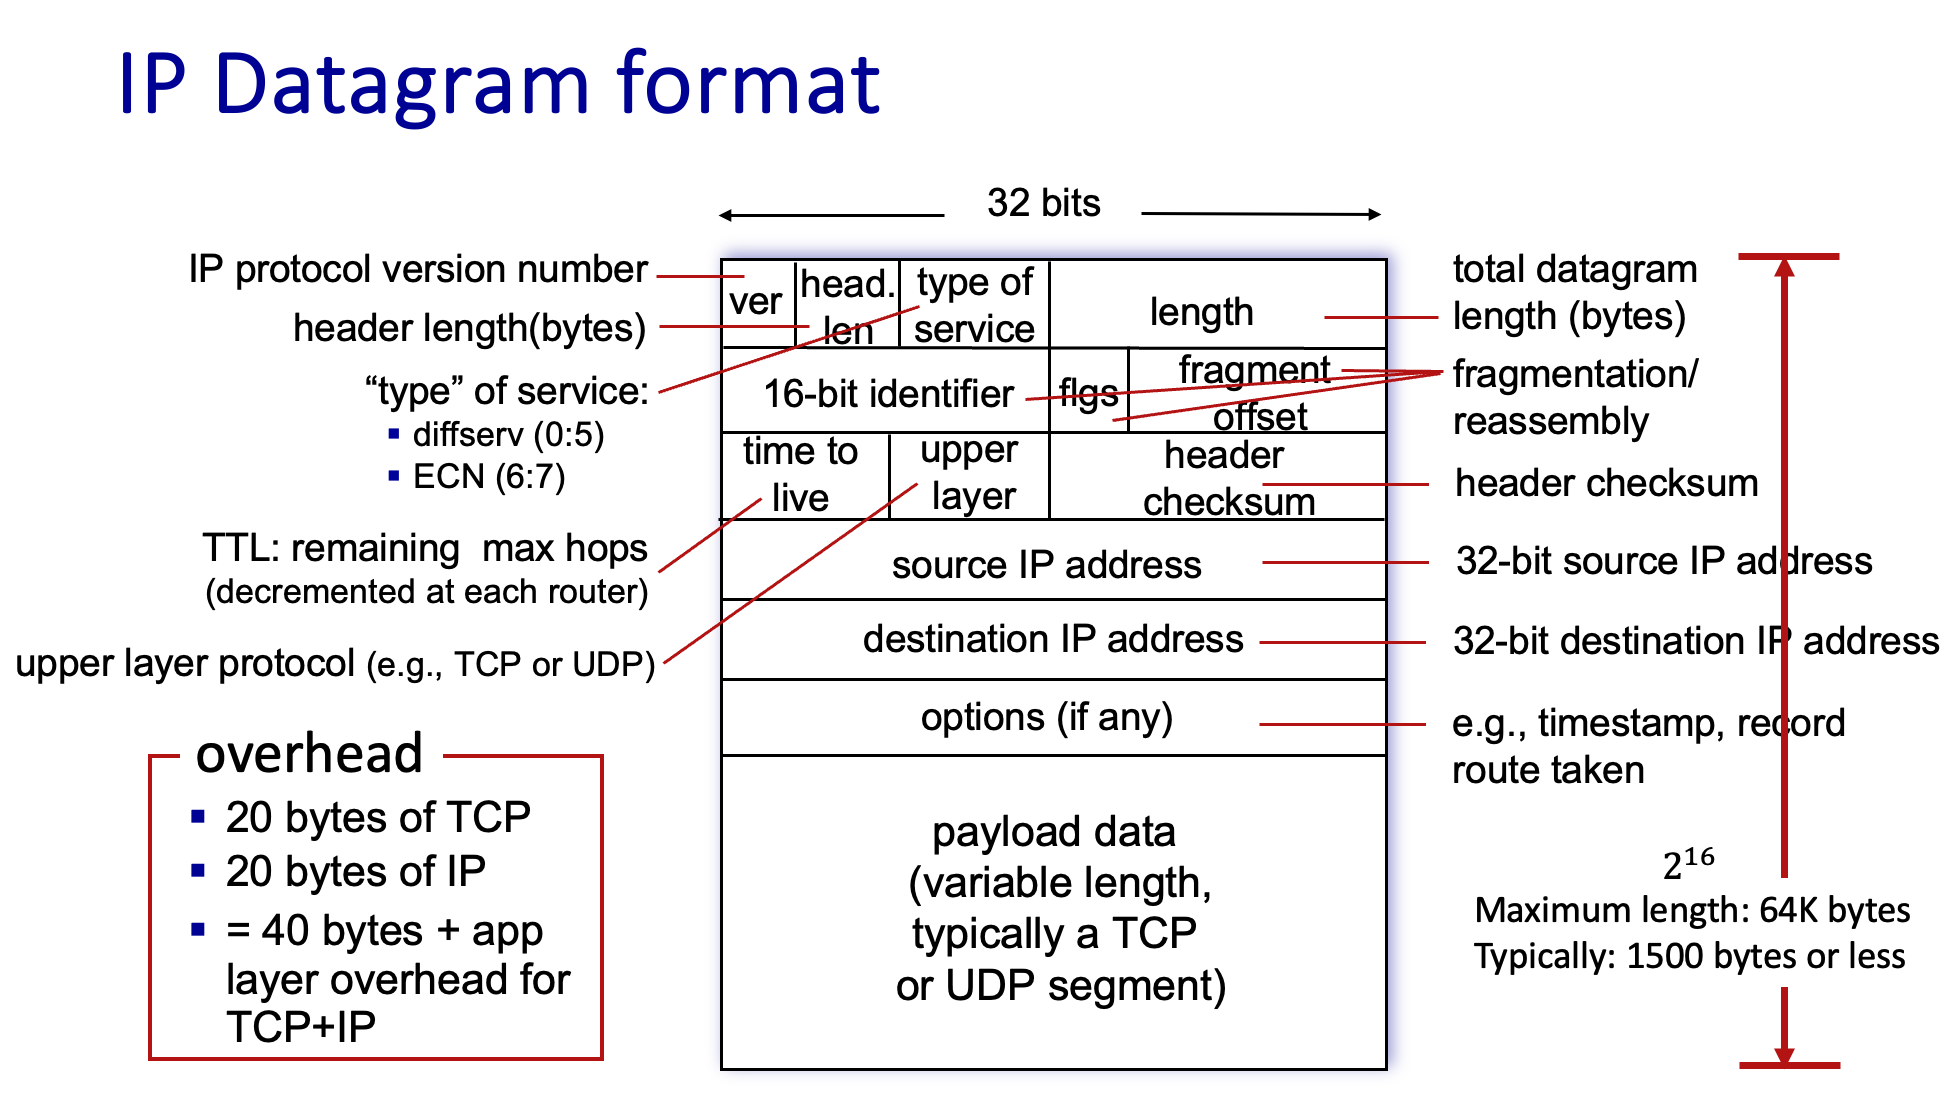 IP Datagram format
32 bits
IP protocol version number
header length(bytes)
“type” of service:
▪ diffserv (0:5)
▪ ECN (6:7)
TTL: remaining  max hops
(decremented at each router)
upper layer protocol (e.g., TCP or UDP)
overhead
▪ 20 bytes of TCP
▪ 20 bytes of IP
▪ = 40 bytes + app
layer overhead for
TCP+IP
ver
head.
len
type of
service
length
16-bit identifier
flgs
fragment
offset
time to
live
upper
layer
header
checksum
source IP address
destination IP address
options (if any)
payload data
(variable length,
typically a TCP
or UDP segment)
total datagram
length (bytes)
fragmentation/
reassembly
header checksum
32-bit source IP address
32-bit destination IP address
e.g., timestamp, record
route taken
2¹⁶
Maximum length: 64K bytes
Typically: 1500 bytes or less